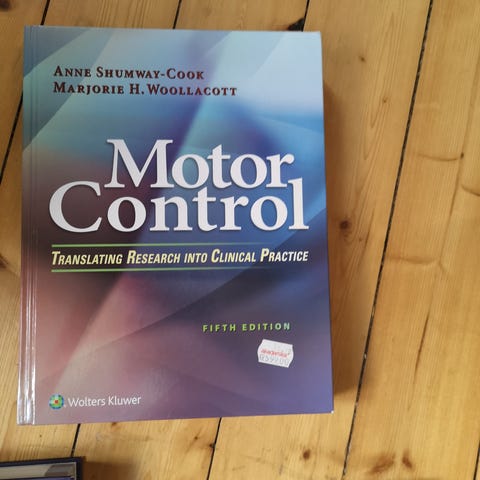 ANNE SHUMWAY-COOK
MARJORIE H. WOOLLACOTT
Motor
Control
TRANSLATING RESEARCH INTO CLINICAL PRACTICE
FIFTH EDITION
Wolters Kluwer